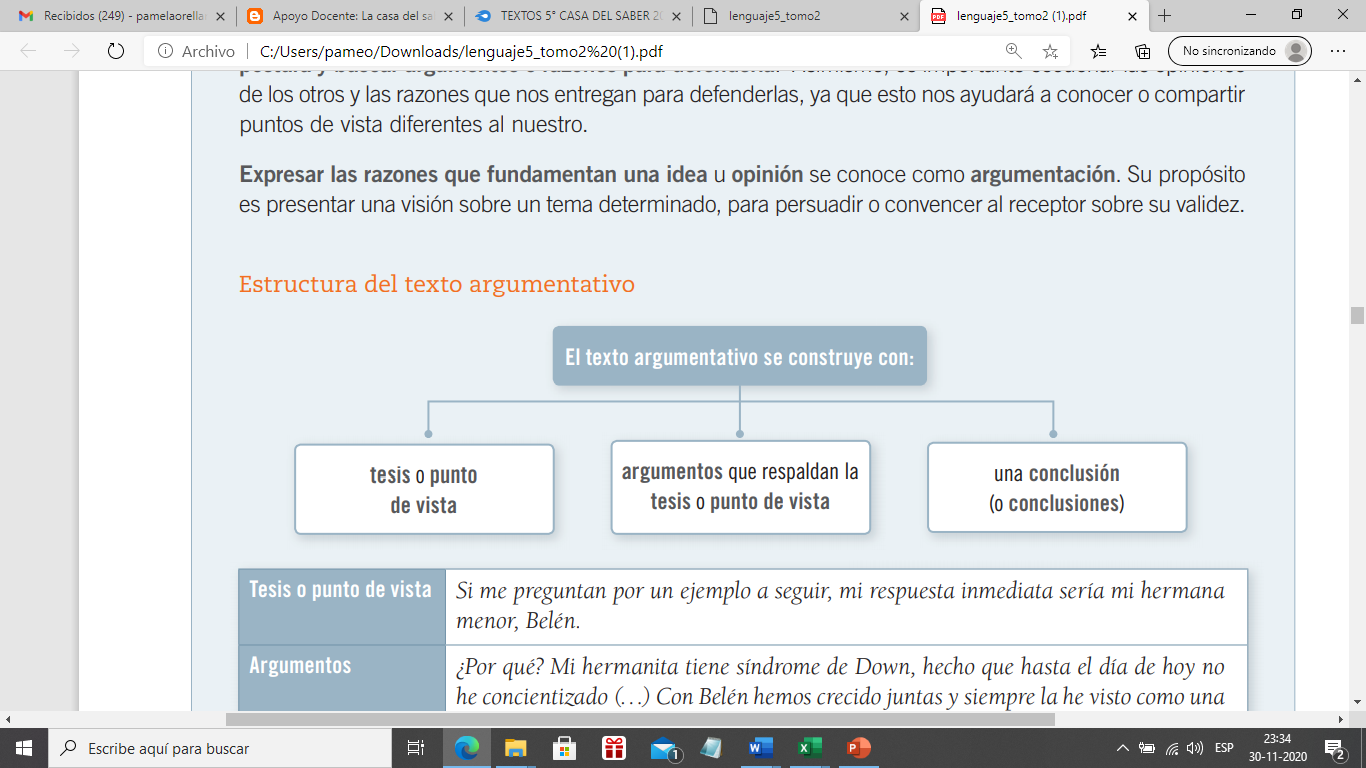 Recibidos (249) - pamelaorella
Apoyo Docente: La casa del sa
TEXTOS 5° CASA DEL SABER 20
lenguaje5_tomo2
lenguaje5_tomo2 (1).pdf
Archivo
C:/Users/pameo/Downloads/lenguaje5_tomo2%20(1).pdf
No sincronizando
de los otros y las razones que nos entregan para defenderlas, ya que esto nos ayudará a conocer o compartir
puntos de vista diferentes al nuestro.
Expresar las razones que fundamentan una idea u opinión se conoce como argumentación. Su propósito
es presentar una visión sobre un tema determinado, para persuadir o convencer al receptor sobre su validez.
Estructura del texto argumentativo
El texto argumentativo se construye con:
tesis o punto
de vista
argumentos que respaldan la
tesis o punto de vista
una conclusión
(o conclusiones)
Tesis o punto de vista
Si me preguntan por un ejemplo a seguir, mi respuesta inmediata sería mi hermana
menor, Belén.
Argumentos
¿Por qué? Mi hermanita tiene síndrome de Down, hecho que hasta el día de hoy no
he concientizado (…) Con Belén hemos crecido juntas y siempre la he visto como una
Escribe aquí para buscar
1
ESP
23:34
30-11-2020
2